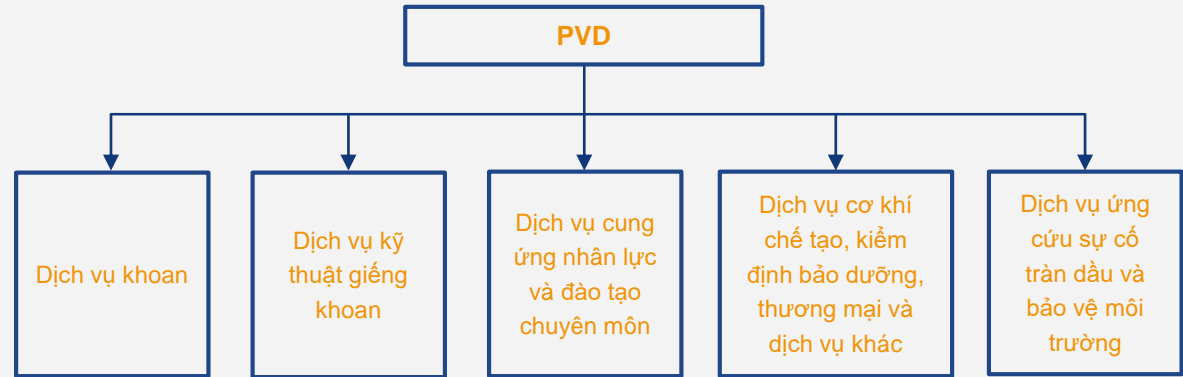 PVD
Dịch vụ khoan
Dịch vụ kỹ
thuật giếng
khoan
Dịch vụ cung
ứng nhân lực
và đào tạo
chuyên môn
Dịch vụ cơ khí
chế tạo, kiểm
định bảo dưỡng,
thương mại và
dịch vụ khác
Dịch vụ ứng
cứu sự cố
tràn dầu và
bảo vệ môi
trường